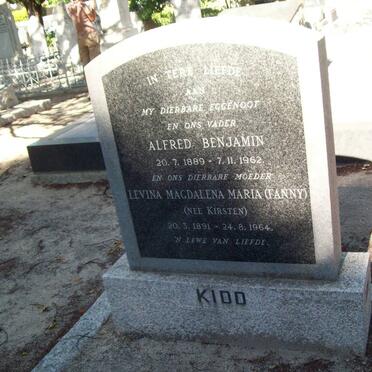 IN TERE LIEFDE
AAN
MY DIERBARE EGGENOOT
EN ONS VADER
ALFRED BENJAMIN
20.7.1889 - 7.11.1962
EN ONS DIERBARE MOEDER
LEVINA MAGDALENA MARIA (FANNY)
(NEE KIRSTEN)
20.3.1891 - 24.8.1964.
'N LEWE VAN LIEFDE.
KIDD